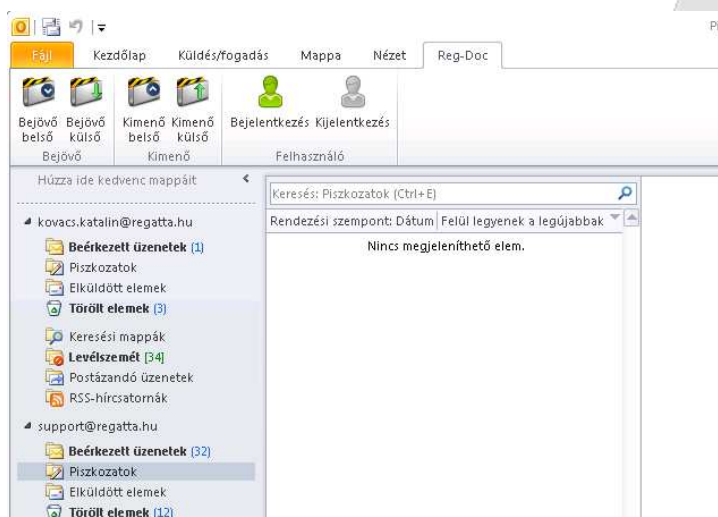 Fájl Kezdőlap Küldés/fogadás Mappa Nézet Reg-Doc
Bejövő belső Bejövő külső Kimenő belső Kimenő külső Bejelentkezés Kijelentkezés
Bejövő Kimenő Felhasználó
Húzza ide kedvenc mappáit
Keresés: Piszkozatok (Ctrl+E)
Rendezési szempont: Dátum Felül legyenek a legújabbak
Nincs megjeleníthető elem.
kovacs.katalin@regatta.hu
Beérkezett üzenetek (1)
Piszkozatok
Elküldött elemek
Törölt elemek (3)
Keresési mappák
Levélszemét [34]
Postázandó üzenetek
RSS-hírcsatornák
support@regatta.hu
Beérkezett üzenetek (32)
Piszkozatok
Elküldött elemek
Törölt elemek (12)